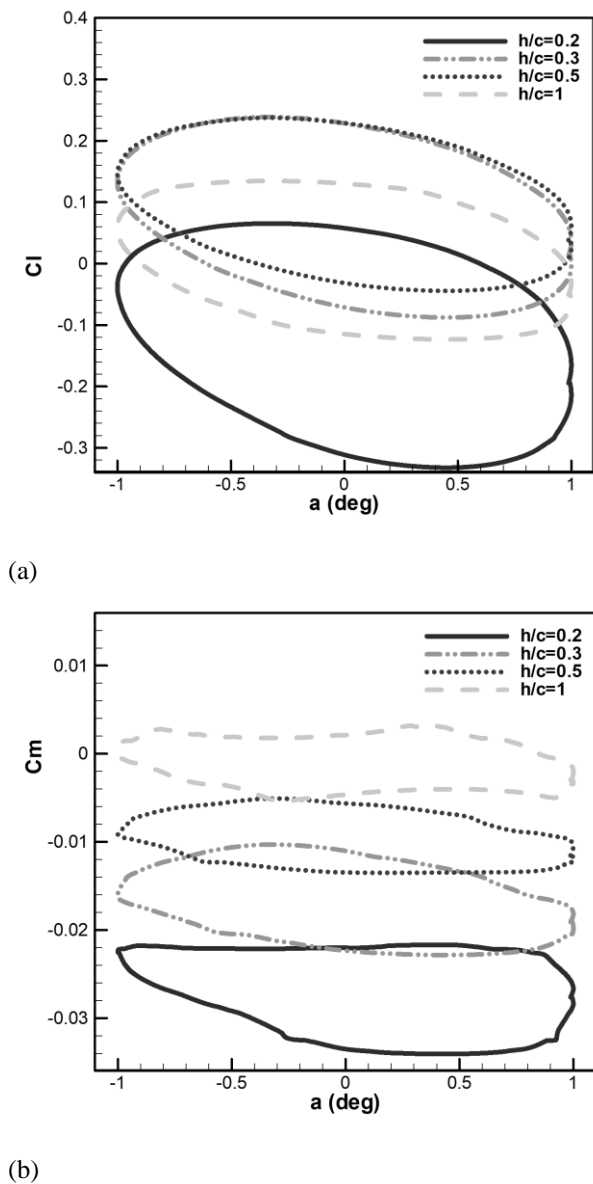 0.4
0.3
0.2
0.1
0
-0.1
-0.2
-0.3
Cl
h/c=0.2
h/c=0.3
h/c=0.5
h/c=1
-1
-0.5
0
0.5
1
a (deg)
(a)
0.01
0
-0.01
-0.02
-0.03
Cm
h/c=0.2
h/c=0.3
h/c=0.5
h/c=1
-1
-0.5
0
0.5
1
a (deg)
(b)